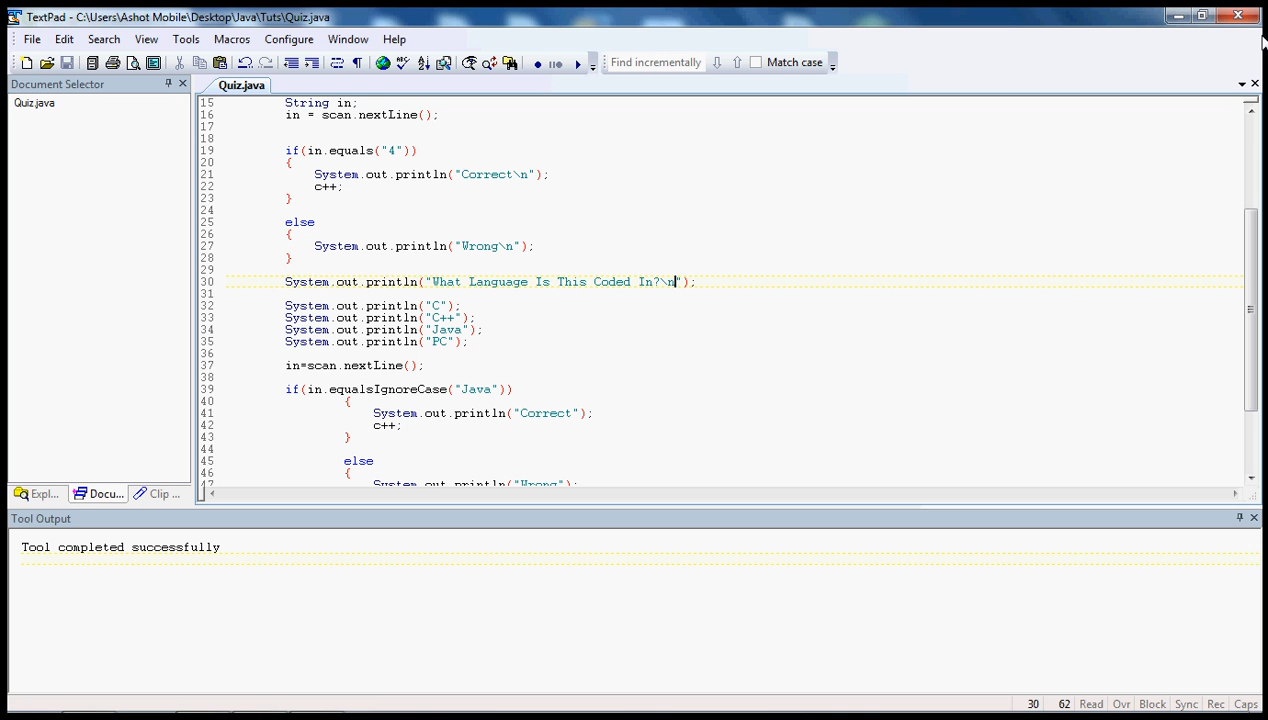 TextPad - C:\Users\Ashot Mobile\Desktop\Java\Tuts\Quiz.java
File Edit Search View Tools Macros Configure Window Help
Find incrementally Match case
Document Selector
Quiz.java
Quiz.java
15 String in;
16 in = scan.nextLine();
17
18
19 if(in.equals("4"))
20 {
21 System.out.println("Correct\n");
22 c++;
23 }
24
25 else
26 {
27 System.out.println("Wrong\n");
28 }
29
30 System.out.println("What Language Is This Coded In?\n");
31
32 System.out.println("C");
33 System.out.println("C++");
34 System.out.println("Java");
35 System.out.println("PC");
36
37 in=scan.nextLine();
38
39 if(in.equalsIgnoreCase("Java"))
40 {
41 System.out.println("Correct");
42 c++;
43 }
44
45 else
46 {
47 System.out.println("Wrong");
Expl... Docu... Clip ...
Tool Output
Tool completed successfully
30 62 Read Ovr Block Sync Rec Caps